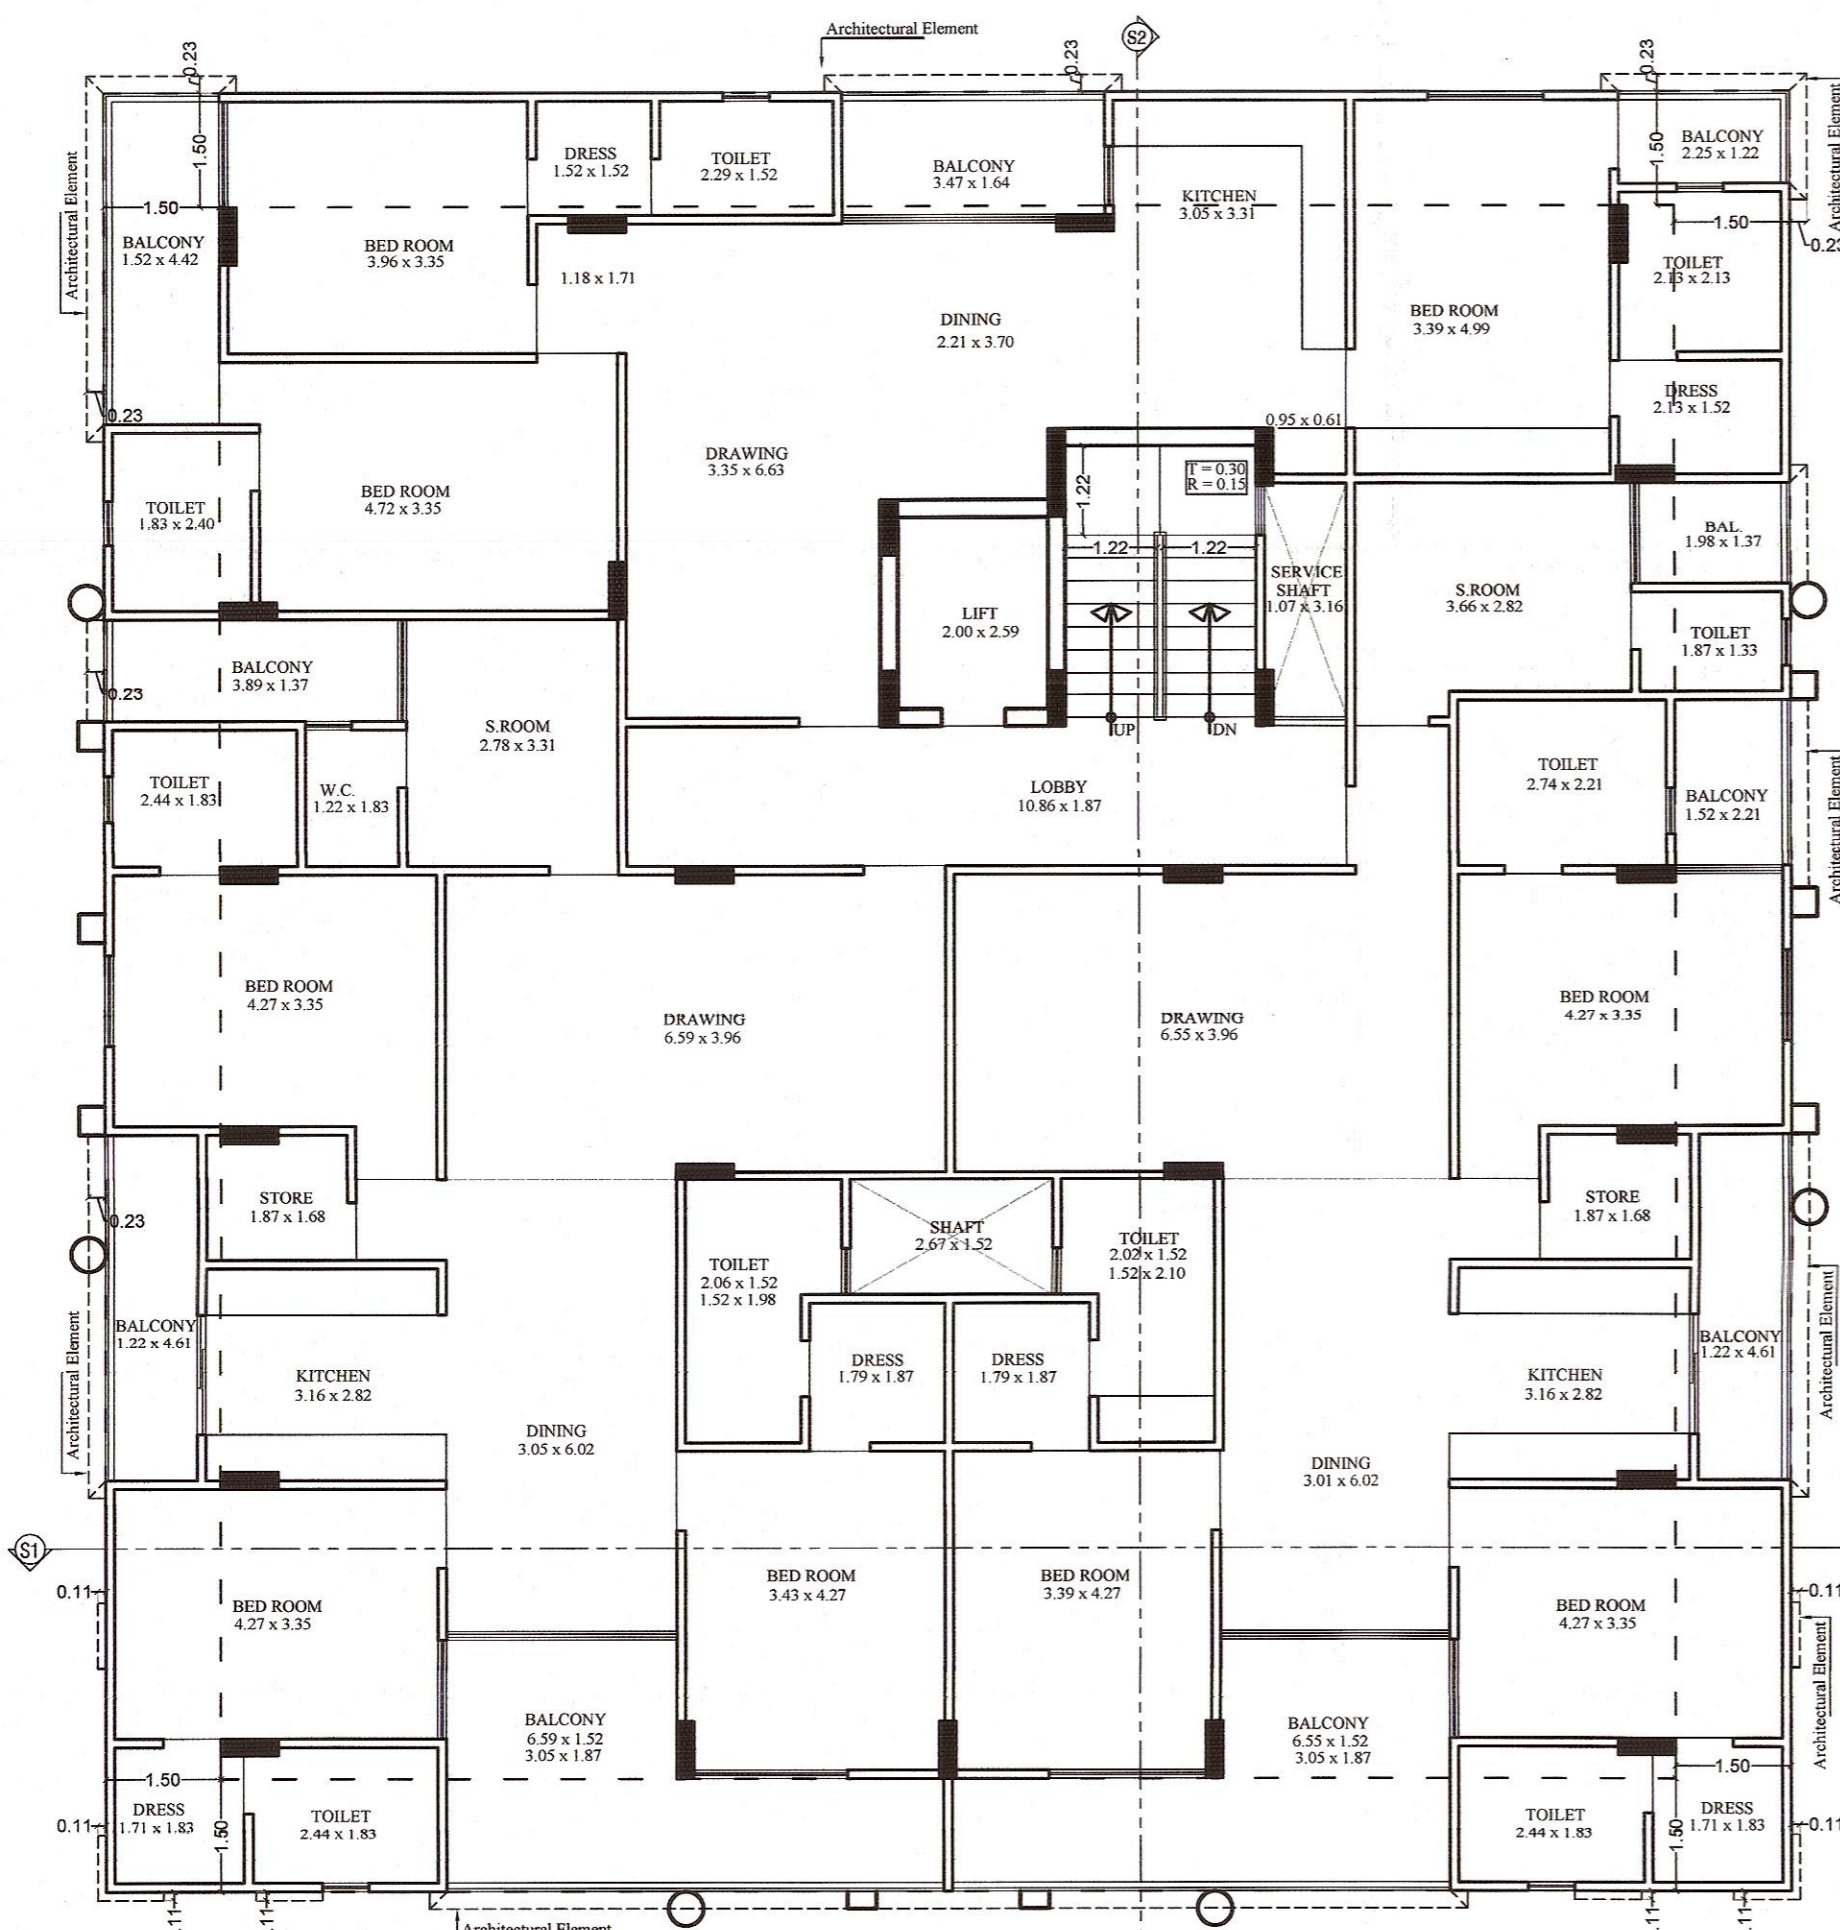 Architectural Element
S2
0.23
0.23
0.23
1.50
DRESS
1.52 x 1.52
TOILET
2.29 x 1.52
BALCONY
3.47 x 1.64
KITCHEN
3.05 x 3.31
1.50
BALCONY
2.25 x 1.22
Architectural Element
Architectural Element
1.50
BALCONY
1.52 x 4.42
BED ROOM
3.96 x 3.35
1.18 x 1.71
DINING
2.21 x 3.70
BED ROOM
3.39 x 4.99
1.50
0.23
TOILET
2.13 x 2.13
DRESS
2.13 x 1.52
0.23
0.95 x 0.61
DRAWING
3.35 x 6.63
T = 0.30
R = 0.15
1.22
TOILET
1.83 x 2.40
BED ROOM
4.72 x 3.35
1.22
1.22
BAL.
1.98 x 1.37
SERVICE
SHAFT
1.07 x 3.16
S.ROOM
3.66 x 2.82
LIFT
2.00 x 2.59
TOILET
1.87 x 1.33
BALCONY
3.89 x 1.37
0.23
S.ROOM
2.78 x 3.31
UP
DN
TOILET
2.44 x 1.83
W.C.
1.22 x 1.83
LOBBY
10.86 x 1.87
TOILET
2.74 x 2.21
BALCONY
1.52 x 2.21
Architectural Element
BED ROOM
4.27 x 3.35
DRAWING
6.59 x 3.96
DRAWING
6.55 x 3.96
BED ROOM
4.27 x 3.35
STORE
1.87 x 1.68
0.23
SHAFT
2.67 x 1.52
TOILET
2.06 x 1.52
1.52 x 1.98
TOILET
2.02 x 1.52
1.52 x 2.10
STORE
1.87 x 1.68
Architectural Element
BALCONY
1.22 x 4.61
KITCHEN
3.16 x 2.82
DRESS
1.79 x 1.87
DRESS
1.79 x 1.87
KITCHEN
3.16 x 2.82
BALCONY
1.22 x 4.61
Architectural Element
DINING
3.05 x 6.02
DINING
3.01 x 6.02
S1
0.11
BED ROOM
4.27 x 3.35
BED ROOM
3.43 x 4.27
BED ROOM
3.39 x 4.27
BED ROOM
4.27 x 3.35
0.11
Architectural Element
BALCONY
6.59 x 1.52
3.05 x 1.87
BALCONY
6.55 x 1.52
3.05 x 1.87
1.50
1.50
0.11
DRESS
1.71 x 1.83
1.50
TOILET
2.44 x 1.83
TOILET
2.44 x 1.83
1.50
DRESS
1.71 x 1.83
0.11
.11
.11
.11
.11
Architectural Element